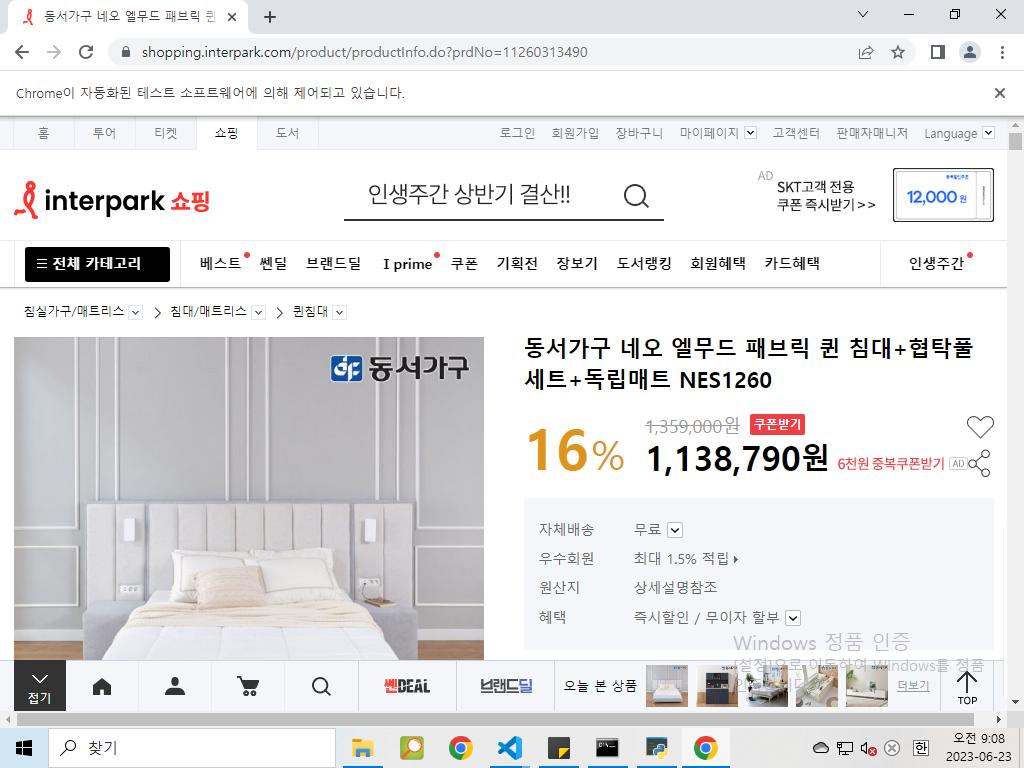 동서가구 네오 엘무드 패브릭 퀸
shopping.interpark.com/product/productInfo.do?prdNo=11260313490
Chrome이 자동화된 테스트 소프트웨어에 의해 제어되고 있습니다.
홈 투어 티켓 쇼핑 도서 로그인 회원가입 장바구니 마이페이지 고객센터 판매자매니저 Language
interpark 쇼핑
인생주간 상반기 결산!!
AD SKT고객 전용
쿠폰 즉시받기>>
12,000원
전체 카테고리 베스트 쎈딜 브랜드딜 I prime 쿠폰 기획전 장보기 도서랭킹 회원혜택 카드혜택 인생주간
침실가구/매트리스 침대/매트리스 퀸침대
동서가구
동서가구 네오 엘무드 패브릭 퀸 침대+협탁풀
세트+독립매트 NES1260
16%
1,359,000원 쿠폰받기
1,138,790원 6천원 중복쿠폰받기 AD
자체배송 무료
우수회원 최대 1.5% 적립
원산지 상세설명참조
혜택 즉시할인 / 무이자 할부
Windows 정품 인증
[설정]으로 이동하여 Windows를 정품
접기
쎈DEAL
브랜드딜
오늘 본 상품
더보기
TOP
찾기
한
오전 9:08
2023-06-23